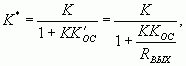 K* = K / (1 + KK′ос) = K / (1 + KKос / Rвых),